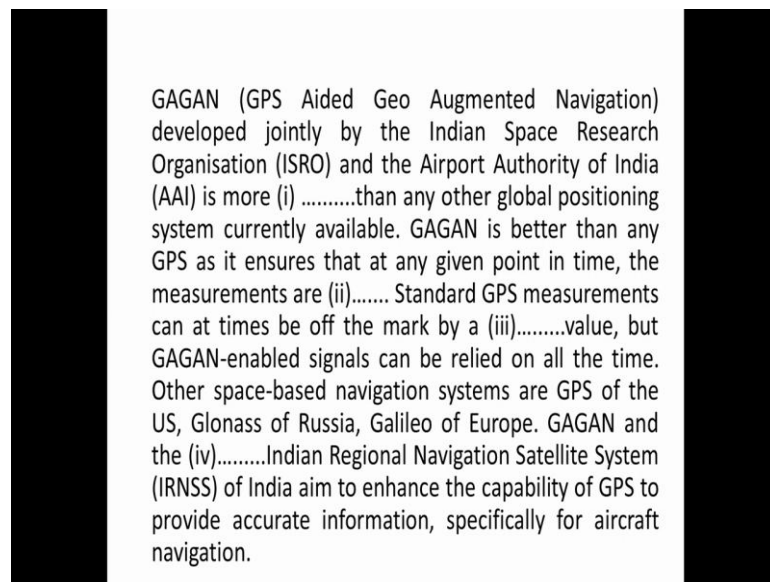 GAGAN (GPS Aided Geo Augmented Navigation)
developed jointly by the Indian Space Research
Organisation (ISRO) and the Airport Authority of India
(AAI) is more (i) ..........than any other global positioning
system currently available. GAGAN is better than any
GPS as it ensures that at any given point in time, the
measurements are (ii)....... Standard GPS measurements
can at times be off the mark by a (iii).........value, but
GAGAN-enabled signals can be relied on all the time.
Other space-based navigation systems are GPS of the
US, Glonass of Russia, Galileo of Europe. GAGAN and
the (iv).........Indian Regional Navigation Satellite System
(IRNSS) of India aim to enhance the capability of GPS to
provide accurate information, specifically for aircraft
navigation.